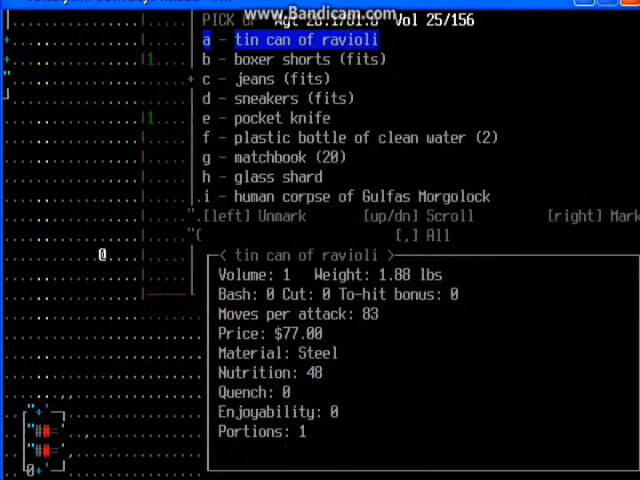 www.Bandicam.com
PICK Vol 25/156
a - tin can of ravioli
b - boxer shorts (fits)
c - jeans (fits)
d - sneakers (fits)
e - pocket knife
f - plastic bottle of clean water (2)
g - matchbook (20)
h - glass shard
i - human corpse of Gulfas Morgolock
[left] Unmark [up/dn] Scroll [right] Mark
[,] All
< tin can of ravioli >
Volume: 1 Weight: 1.88 lbs
Bash: 0 Cut: 0 To-hit bonus: 0
Moves per attack: 83
Price: $77.00
Material: Steel
Nutrition: 48
Quench: 0
Enjoyability: 0
Portions: 1